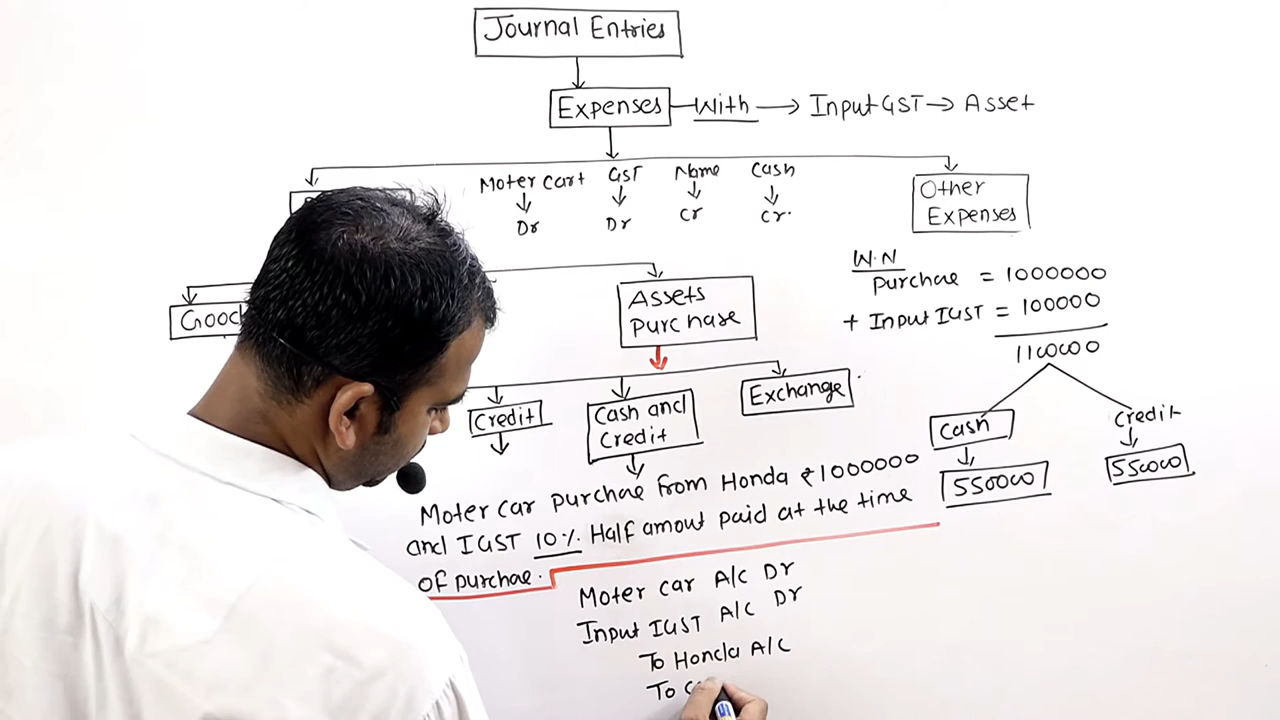 Journal Entries
Expenses With → Input GST → Asset
Moter Cart GST Name Cash
Dr Dr Cr Cr.
Other
Expenses
W.N
Purchae = 1000000
+ Input IGST = 100000
1100000
Cash Credit
550000 550000
Assets
Purchase
Credit
Cash and
Credit
Exchange
Moter car purchae from Honda ₹1000000
and IGST 10%. Half amout paid at the time
of purchae.
Moter car A/C Dr
Input IGST A/C Dr
To Honda A/C
To